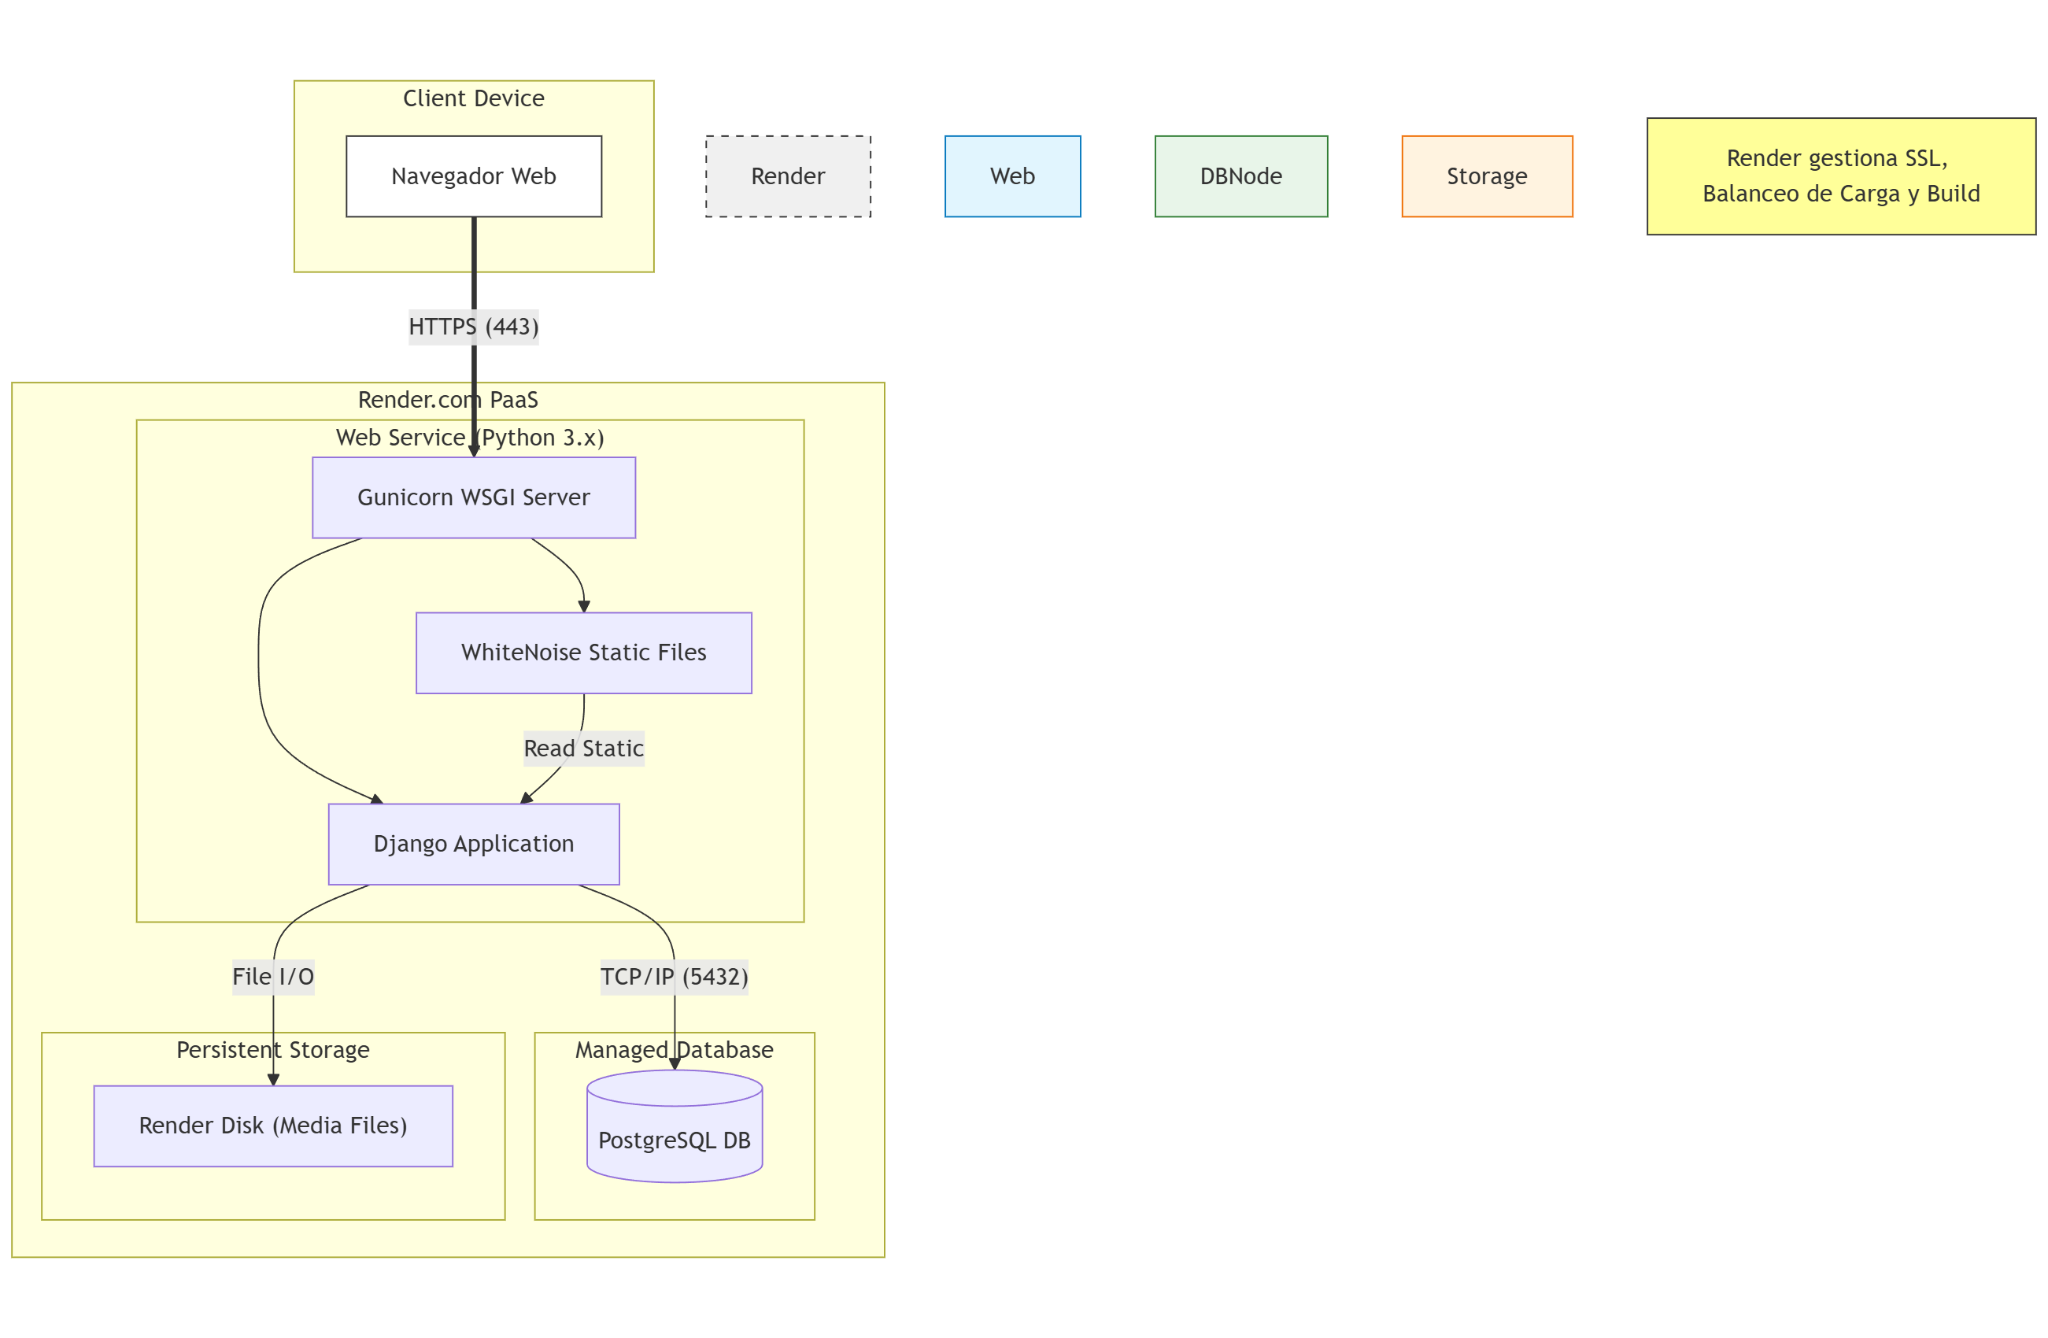 Client Device
Navegador Web
Render
Web
DBNode
Storage
Render gestiona SSL,
Balanceo de Carga y Build
HTTPS (443)
Render.com PaaS
Web Service (Python 3.x)
Gunicorn WSGI Server
WhiteNoise Static Files
Read Static
Django Application
File I/O
TCP/IP (5432)
Persistent Storage
Managed Database
Render Disk (Media Files)
PostgreSQL DB